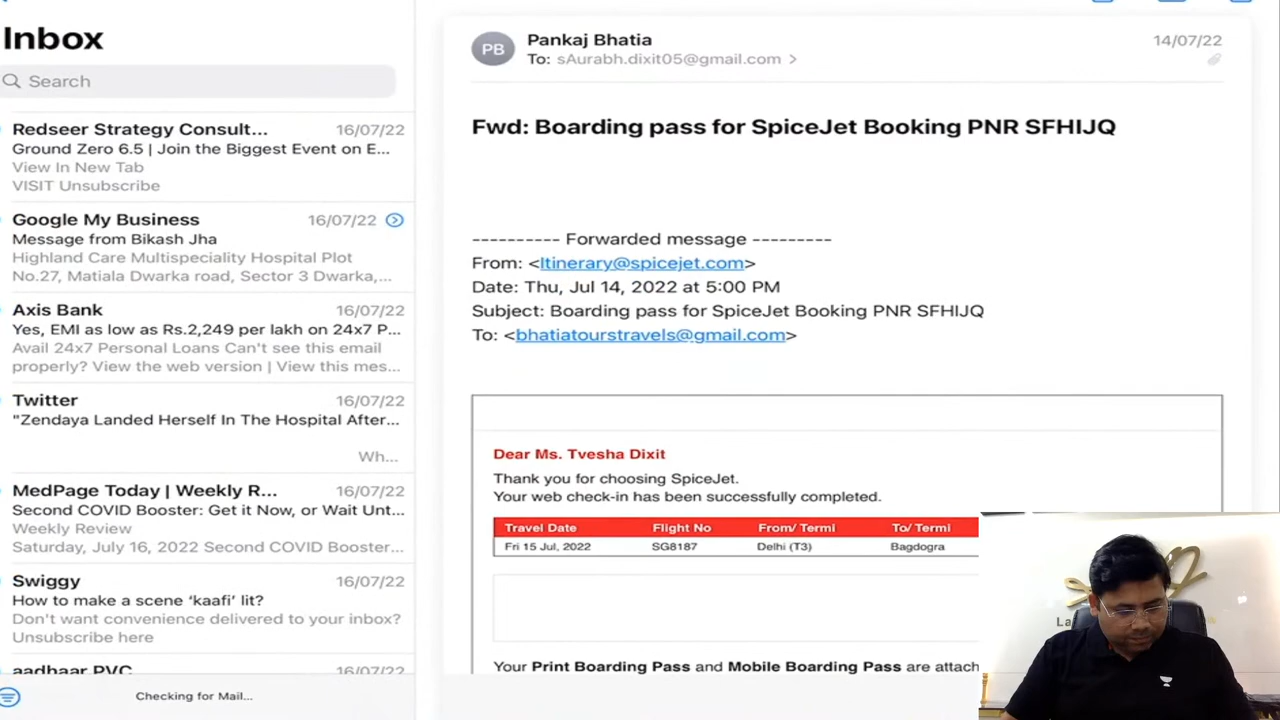 Inbox
Search
Redseer Strategy Consult... 16/07/22
Ground Zero 6.5 | Join the Biggest Event on E...
View In New Tab
VISIT Unsubscribe
Google My Business 16/07/22
Message from Bikash Jha
Highland Care Multispeciality Hospital Plot
No.27, Matiala Dwarka road, Sector 3 Dwarka,...
Axis Bank 16/07/22
Yes, EMI as low as Rs.2,249 per lakh on 24x7 P...
Avail 24x7 Personal Loans Can't see this email
properly? View the web version | View this mes...
Twitter 16/07/22
"Zendaya Landed Herself In The Hospital After...
Wh...
MedPage Today | Weekly R... 16/07/22
Second COVID Booster: Get it Now, or Wait Unt...
Weekly Review
Saturday, July 16, 2022 Second COVID Booster...
Swiggy 16/07/22
How to make a scene ‘kaafi’ lit?
Don't want convenience delivered to your inbox?
Unsubscribe here
aadhaar PVC 16/07/22
Checking for Mail...
PB
Pankaj Bhatia 14/07/22
To: sAurabh.dixit05@gmail.com
Fwd: Boarding pass for SpiceJet Booking PNR SFHIJQ
---------- Forwarded message ---------
From: <Itinerary@spicejet.com>
Date: Thu, Jul 14, 2022 at 5:00 PM
Subject: Boarding pass for SpiceJet Booking PNR SFHIJQ
To: <bhatiatourstravels@gmail.com>
Dear Ms. Tvesha Dixit
Thank you for choosing SpiceJet.
Your web check-in has been successfully completed.
Travel Date Flight No From/ Termi To/ Termi
Fri 15 Jul, 2022 SG8187 Delhi (T3) Bagdogra
Your Print Boarding Pass and Mobile Boarding Pass are attach